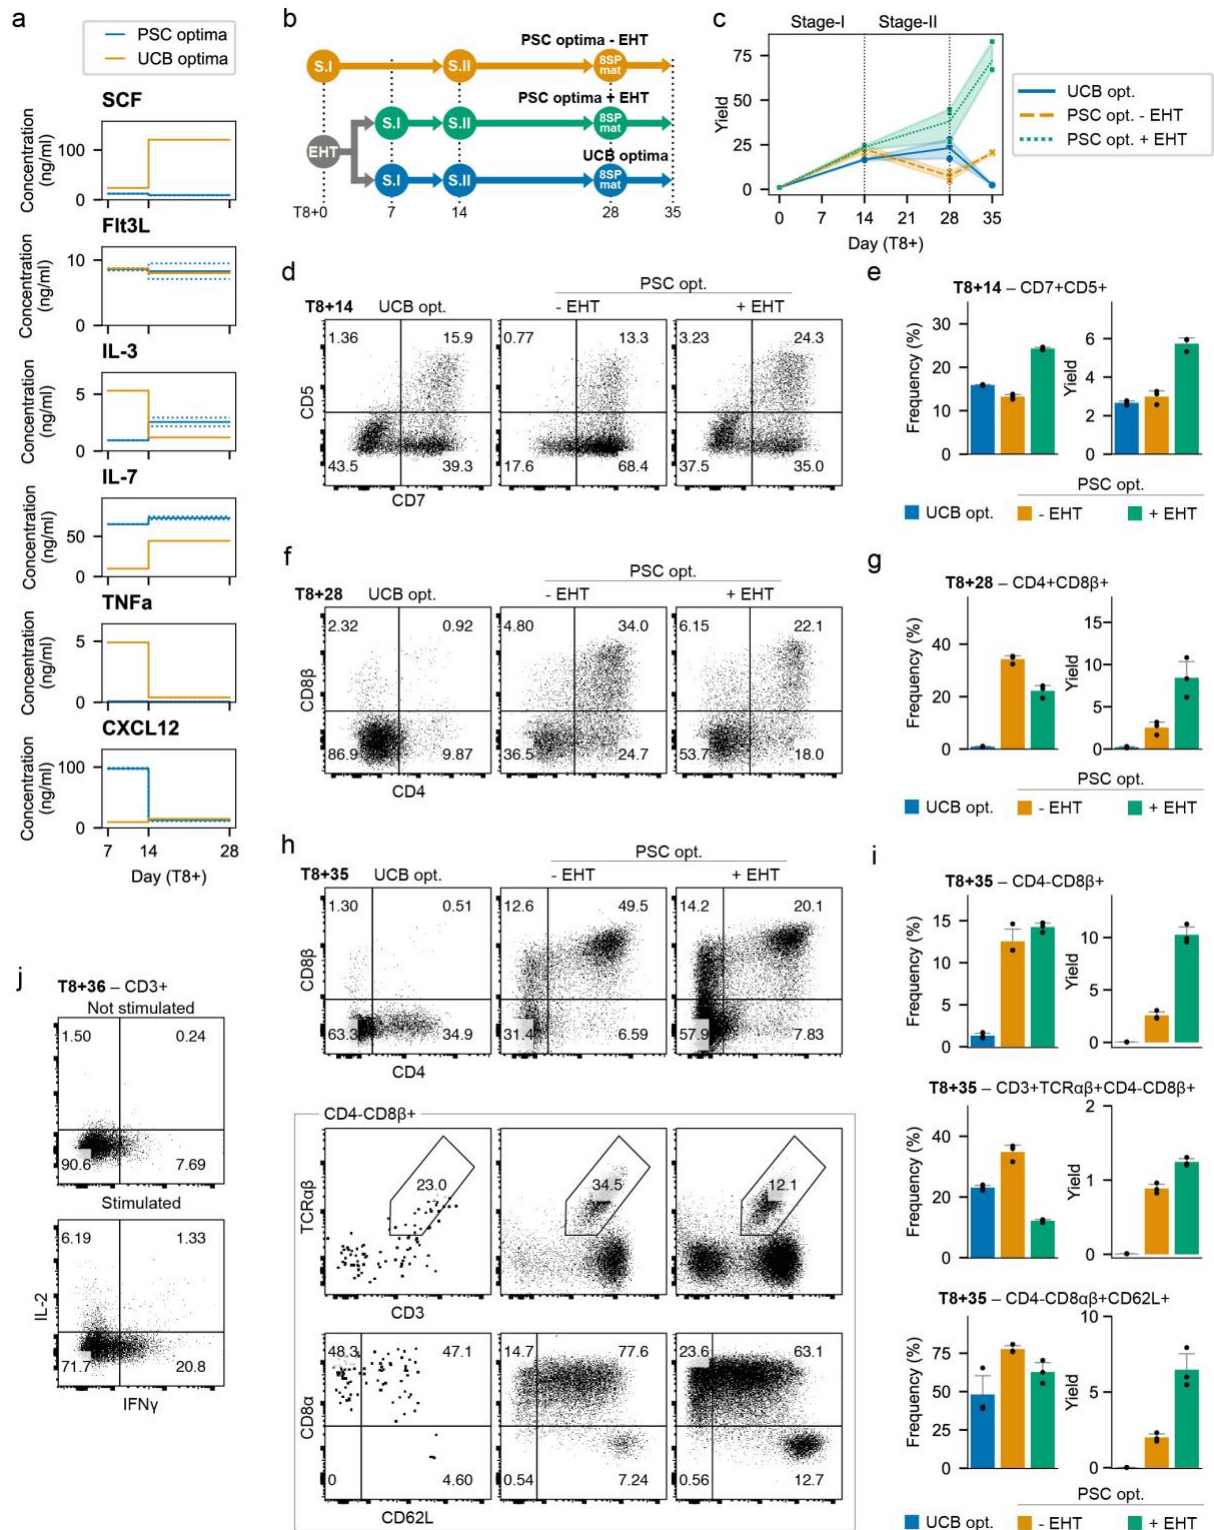 a
PSC optima
UCB optima
SCF
Concentration
(ng/ml)
100
0
Flt3L
Concentration
(ng/ml)
10
0
IL-3
Concentration
(ng/ml)
5
0
IL-7
Concentration
(ng/ml)
50
0
TNFa
Concentration
(ng/ml)
5
0
CXCL12
Concentration
(ng/ml)
100
0
7 14 28
Day (T8+)
b
PSC optima - EHT
S.I S.II 8SP mat
PSC optima + EHT
EHT S.I S.II 8SP mat
UCB optima
S.I S.II 8SP mat
T8+0 7 14 28 35
c
Stage-I Stage-II
Yield
75
50
25
0
0 7 14 21 28 35
Day (T8+)
UCB opt.
PSC opt. - EHT
PSC opt. + EHT
d
PSC opt.
T8+14 UCB opt. - EHT + EHT
1.36 15.9 0.77 13.3 3.23 24.3
CD5
43.5 39.3 17.6 68.4 37.5 35.0
CD7
e
T8+14 – CD7+CD5+
Frequency (%)
30
20
10
0
Yield
6
4
2
0
PSC opt.
UCB opt. - EHT + EHT
f
PSC opt.
T8+28 UCB opt. - EHT + EHT
2.32 0.92 4.80 34.0 6.15 22.1
CD8β
86.9 9.87 36.5 24.7 53.7 18.0
CD4
g
T8+28 – CD4+CD8β+
Frequency (%)
40
20
0
Yield
15
10
5
0
PSC opt.
UCB opt. - EHT + EHT
h
PSC opt.
T8+35 UCB opt. - EHT + EHT
1.30 0.51 12.6 49.5 14.2 20.1
CD8β
63.3 34.9 31.4 6.59 57.9 7.83
CD4
CD4-CD8β+
TCRαβ
23.0 34.5 12.1
CD3
48.3 47.1 14.7 77.6 23.6 63.1
CD8α
0 4.60 0.54 7.24 0.56 12.7
CD62L
i
T8+35 – CD4-CD8β+
Frequency (%)
15
10
5
0
Yield
10
5
0
T8+35 – CD3+TCRαβ+CD4-CD8β+
Frequency (%)
40
20
0
Yield
2
1
0
T8+35 – CD4-CD8αβ+CD62L+
Frequency (%)
75
50
25
0
Yield
10
5
0
PSC opt.
UCB opt. - EHT + EHT
j
T8+36 – CD3+
Not stimulated
1.50 0.24
90.6 7.69
Stimulated
6.19 1.33
IL-2
71.7 20.8
IFNγ